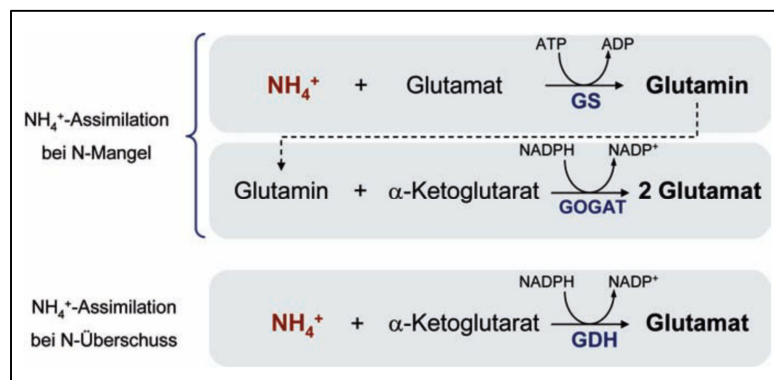 NH₄⁺-Assimilation
bei N-Mangel
ATP ADP
NH₄⁺ + Glutamat GS Glutamin
NADPH NADP⁺
Glutamin + α-Ketoglutarat GOGAT 2 Glutamat
NH₄⁺-Assimilation
bei N-Überschuss
NADPH NADP⁺
NH₄⁺ + α-Ketoglutarat GDH Glutamat